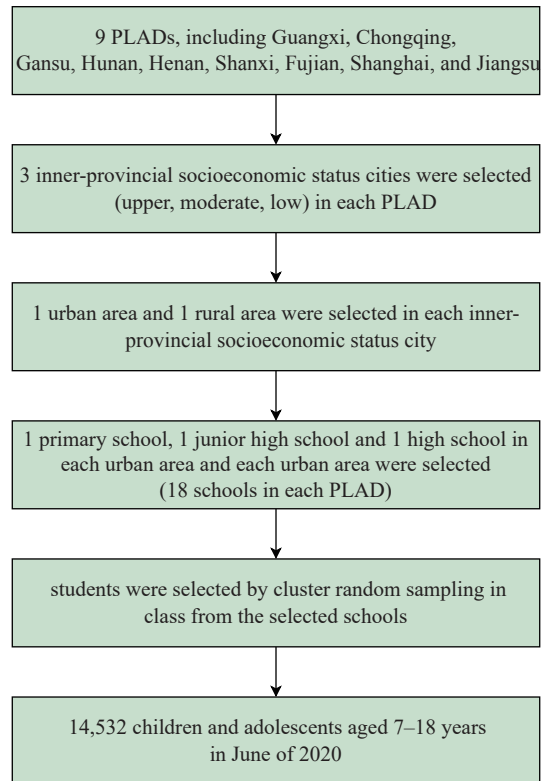 9 PLADs, including Guangxi, Chongqing,
Gansu, Hunan, Henan, Shanxi, Fujian, Shanghai, and Jiangsu
3 inner-provincial socioeconomic status cities were selected
(upper, moderate, low) in each PLAD
1 urban area and 1 rural area were selected in each inner-
provincial socioeconomic status city
1 primary school, 1 junior high school and 1 high school in
each urban area and each urban area were selected
(18 schools in each PLAD)
students were selected by cluster random sampling in
class from the selected schools
14,532 children and adolescents aged 7–18 years
in June of 2020